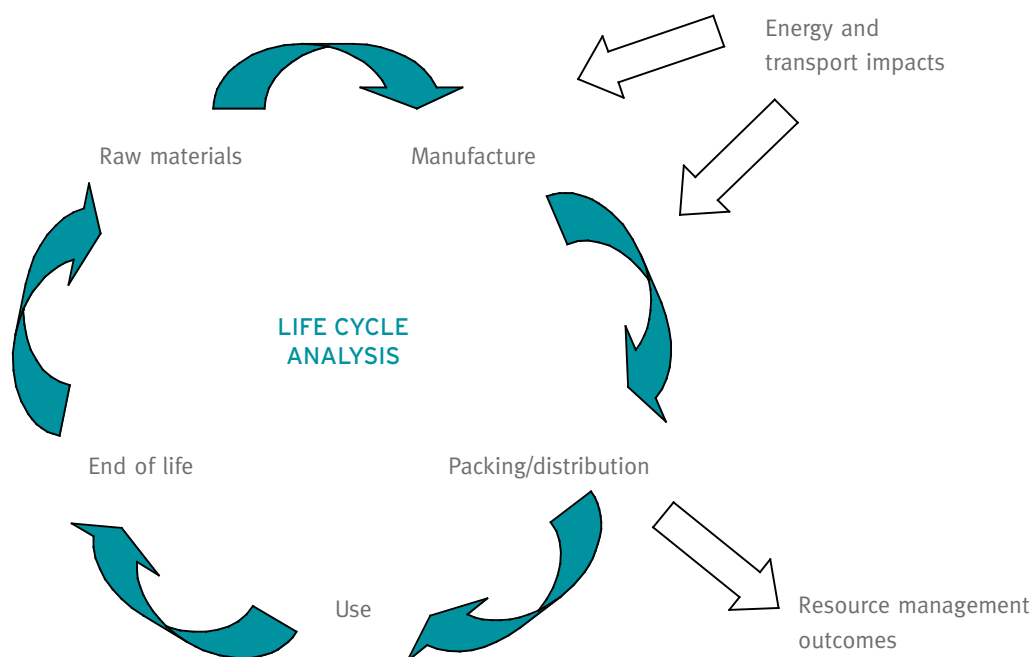 Energy and
transport impacts
Raw materials
Manufacture
LIFE CYCLE
ANALYSIS
End of life
Packing/distribution
Use
Resource management
outcomes